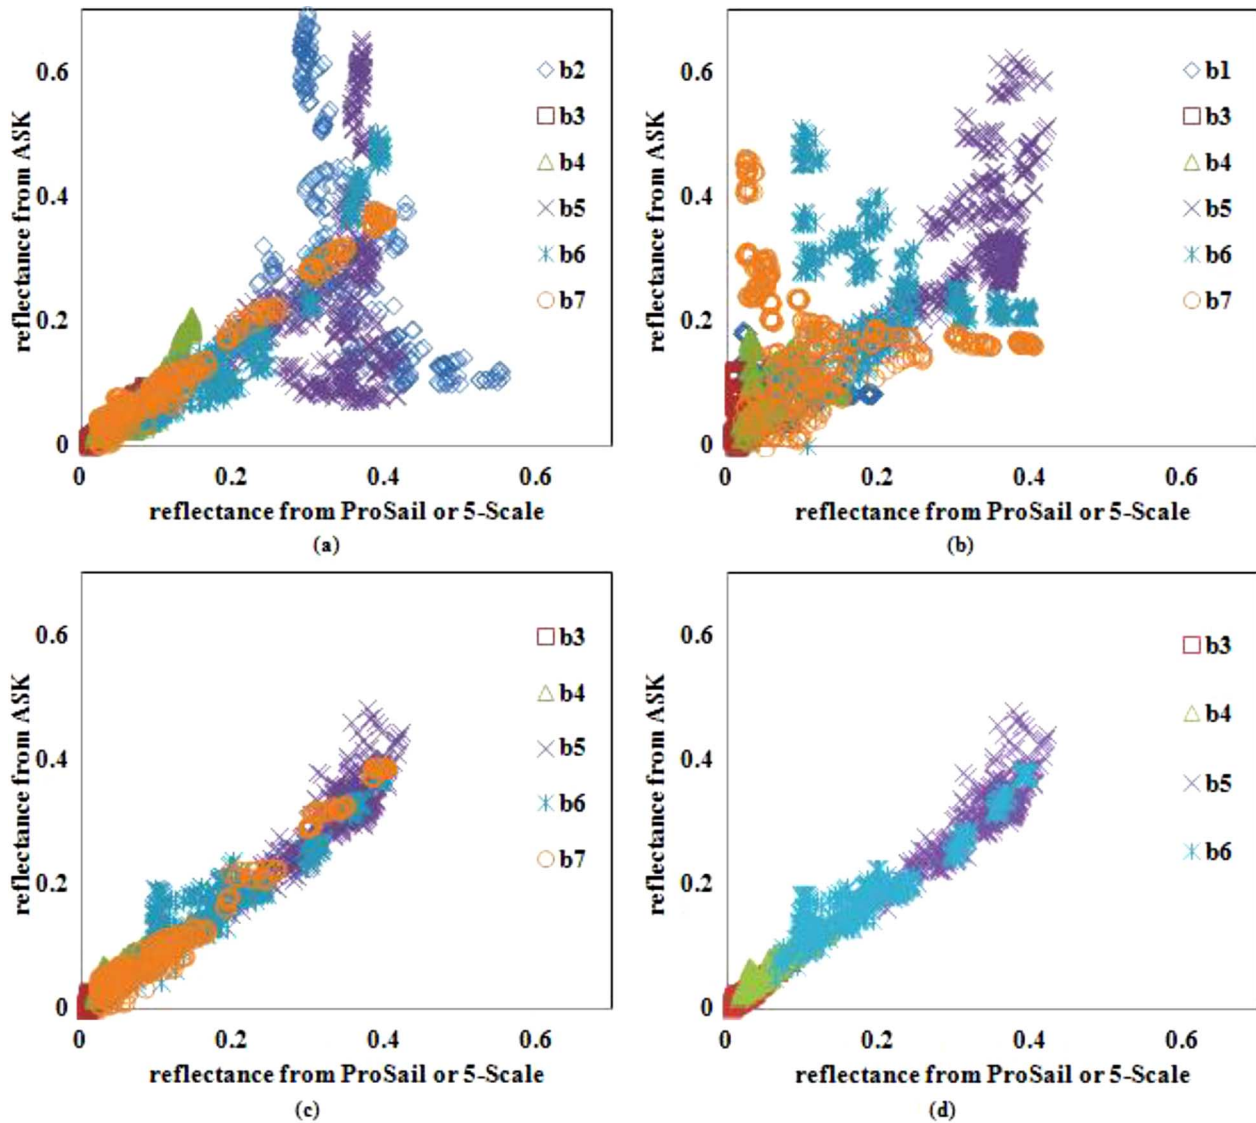 reflectance from ASK
0.6
0.4
0.2
0
0
0.2
0.4
0.6
b2
b3
b4
b5
b6
b7
reflectance from ProSail or 5-Scale
(a)
reflectance from ASK
0.6
0.4
0.2
0
0
0.2
0.4
0.6
b1
b3
b4
b5
b6
b7
reflectance from ProSail or 5-Scale
(b)
reflectance from ASK
0.6
0.4
0.2
0
0
0.2
0.4
0.6
b3
b4
b5
b6
b7
reflectance from ProSail or 5-Scale
(c)
reflectance from ASK
0.6
0.4
0.2
0
0
0.2
0.4
0.6
b3
b4
b5
b6
reflectance from ProSail or 5-Scale
(d)